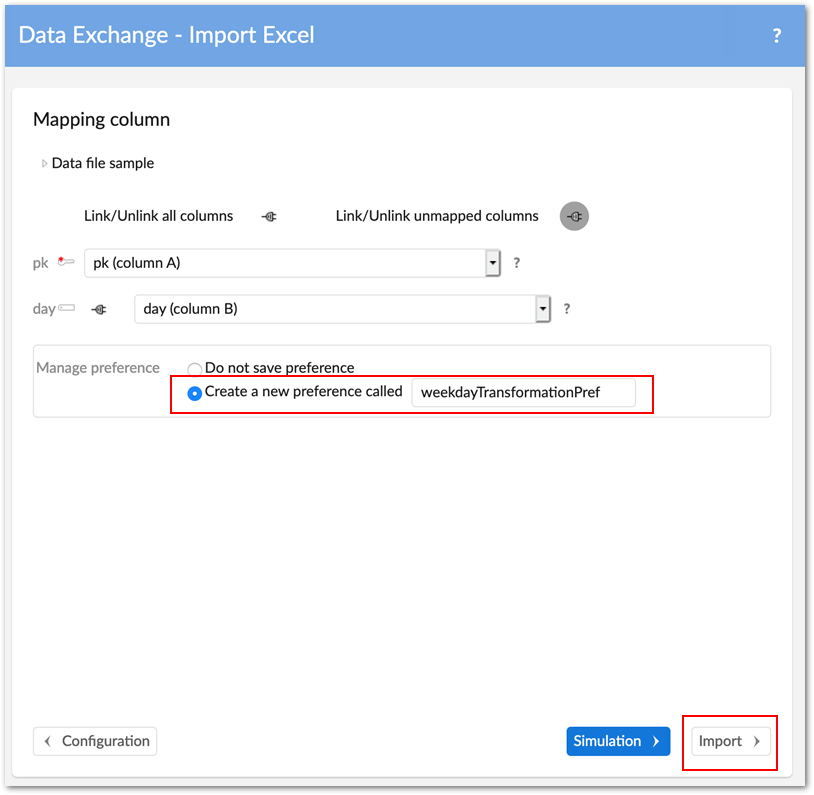 Data Exchange - Import Excel ?
Mapping column
Data file sample
Link/Unlink all columns Link/Unlink unmapped columns
pk pk (column A) ?
day day (column B) ?
Manage preference Do not save preference
Create a new preference called weekdayTransformationPref
Configuration Simulation Import